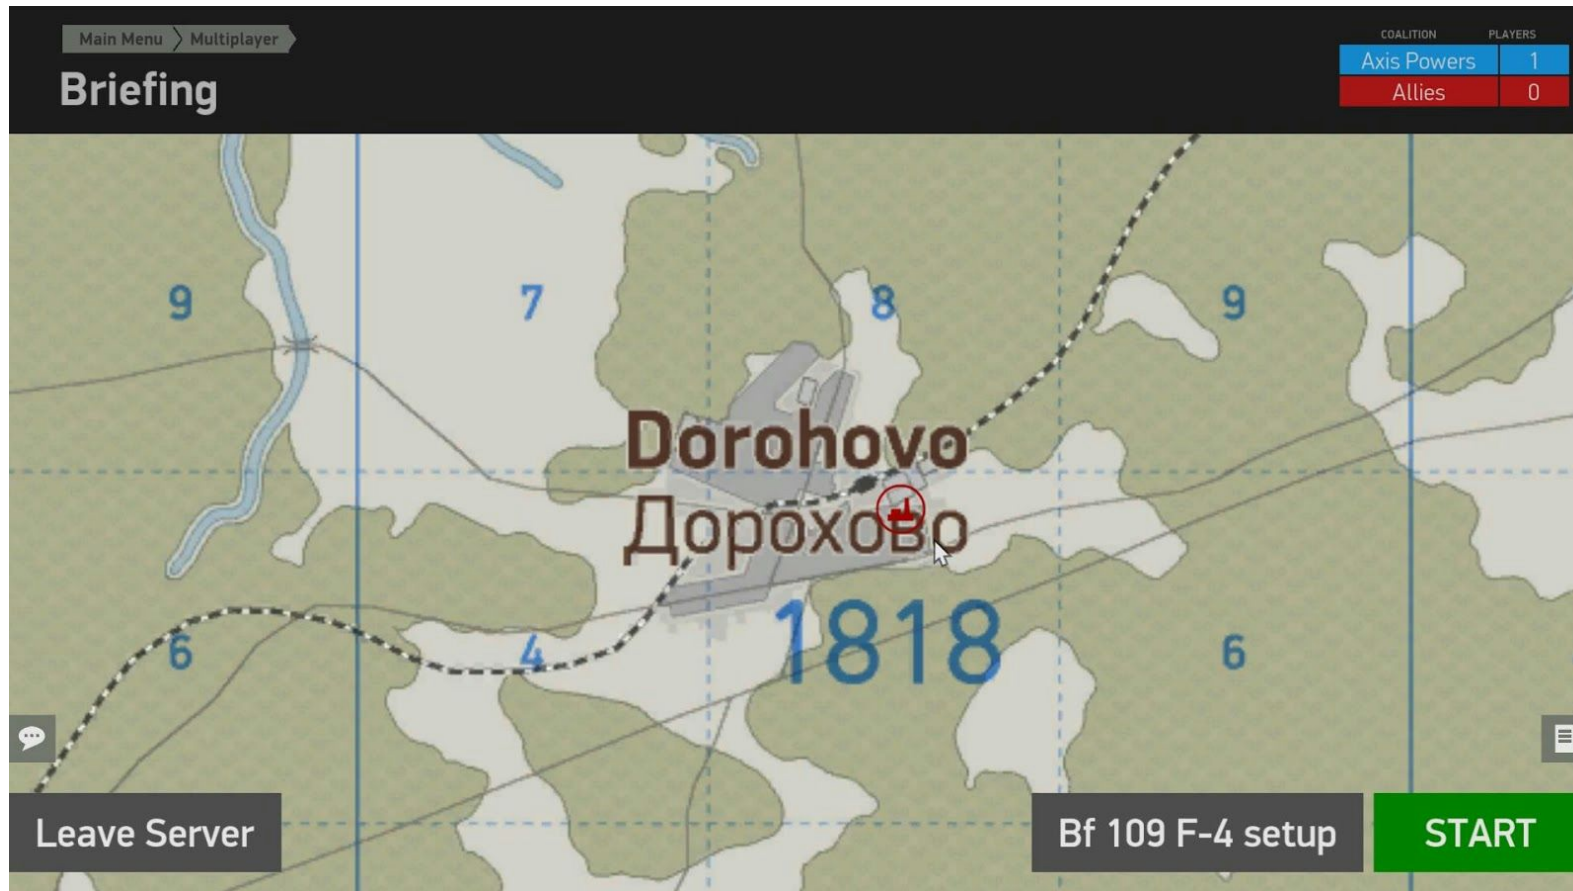 Main Menu Multiplayer
Briefing
COALITION PLAYERS
Axis Powers 1
Allies 0
9 7 8 9
Dorohovo
Дорохово
1818
6 4 6
Leave Server
Bf 109 F-4 setup
START